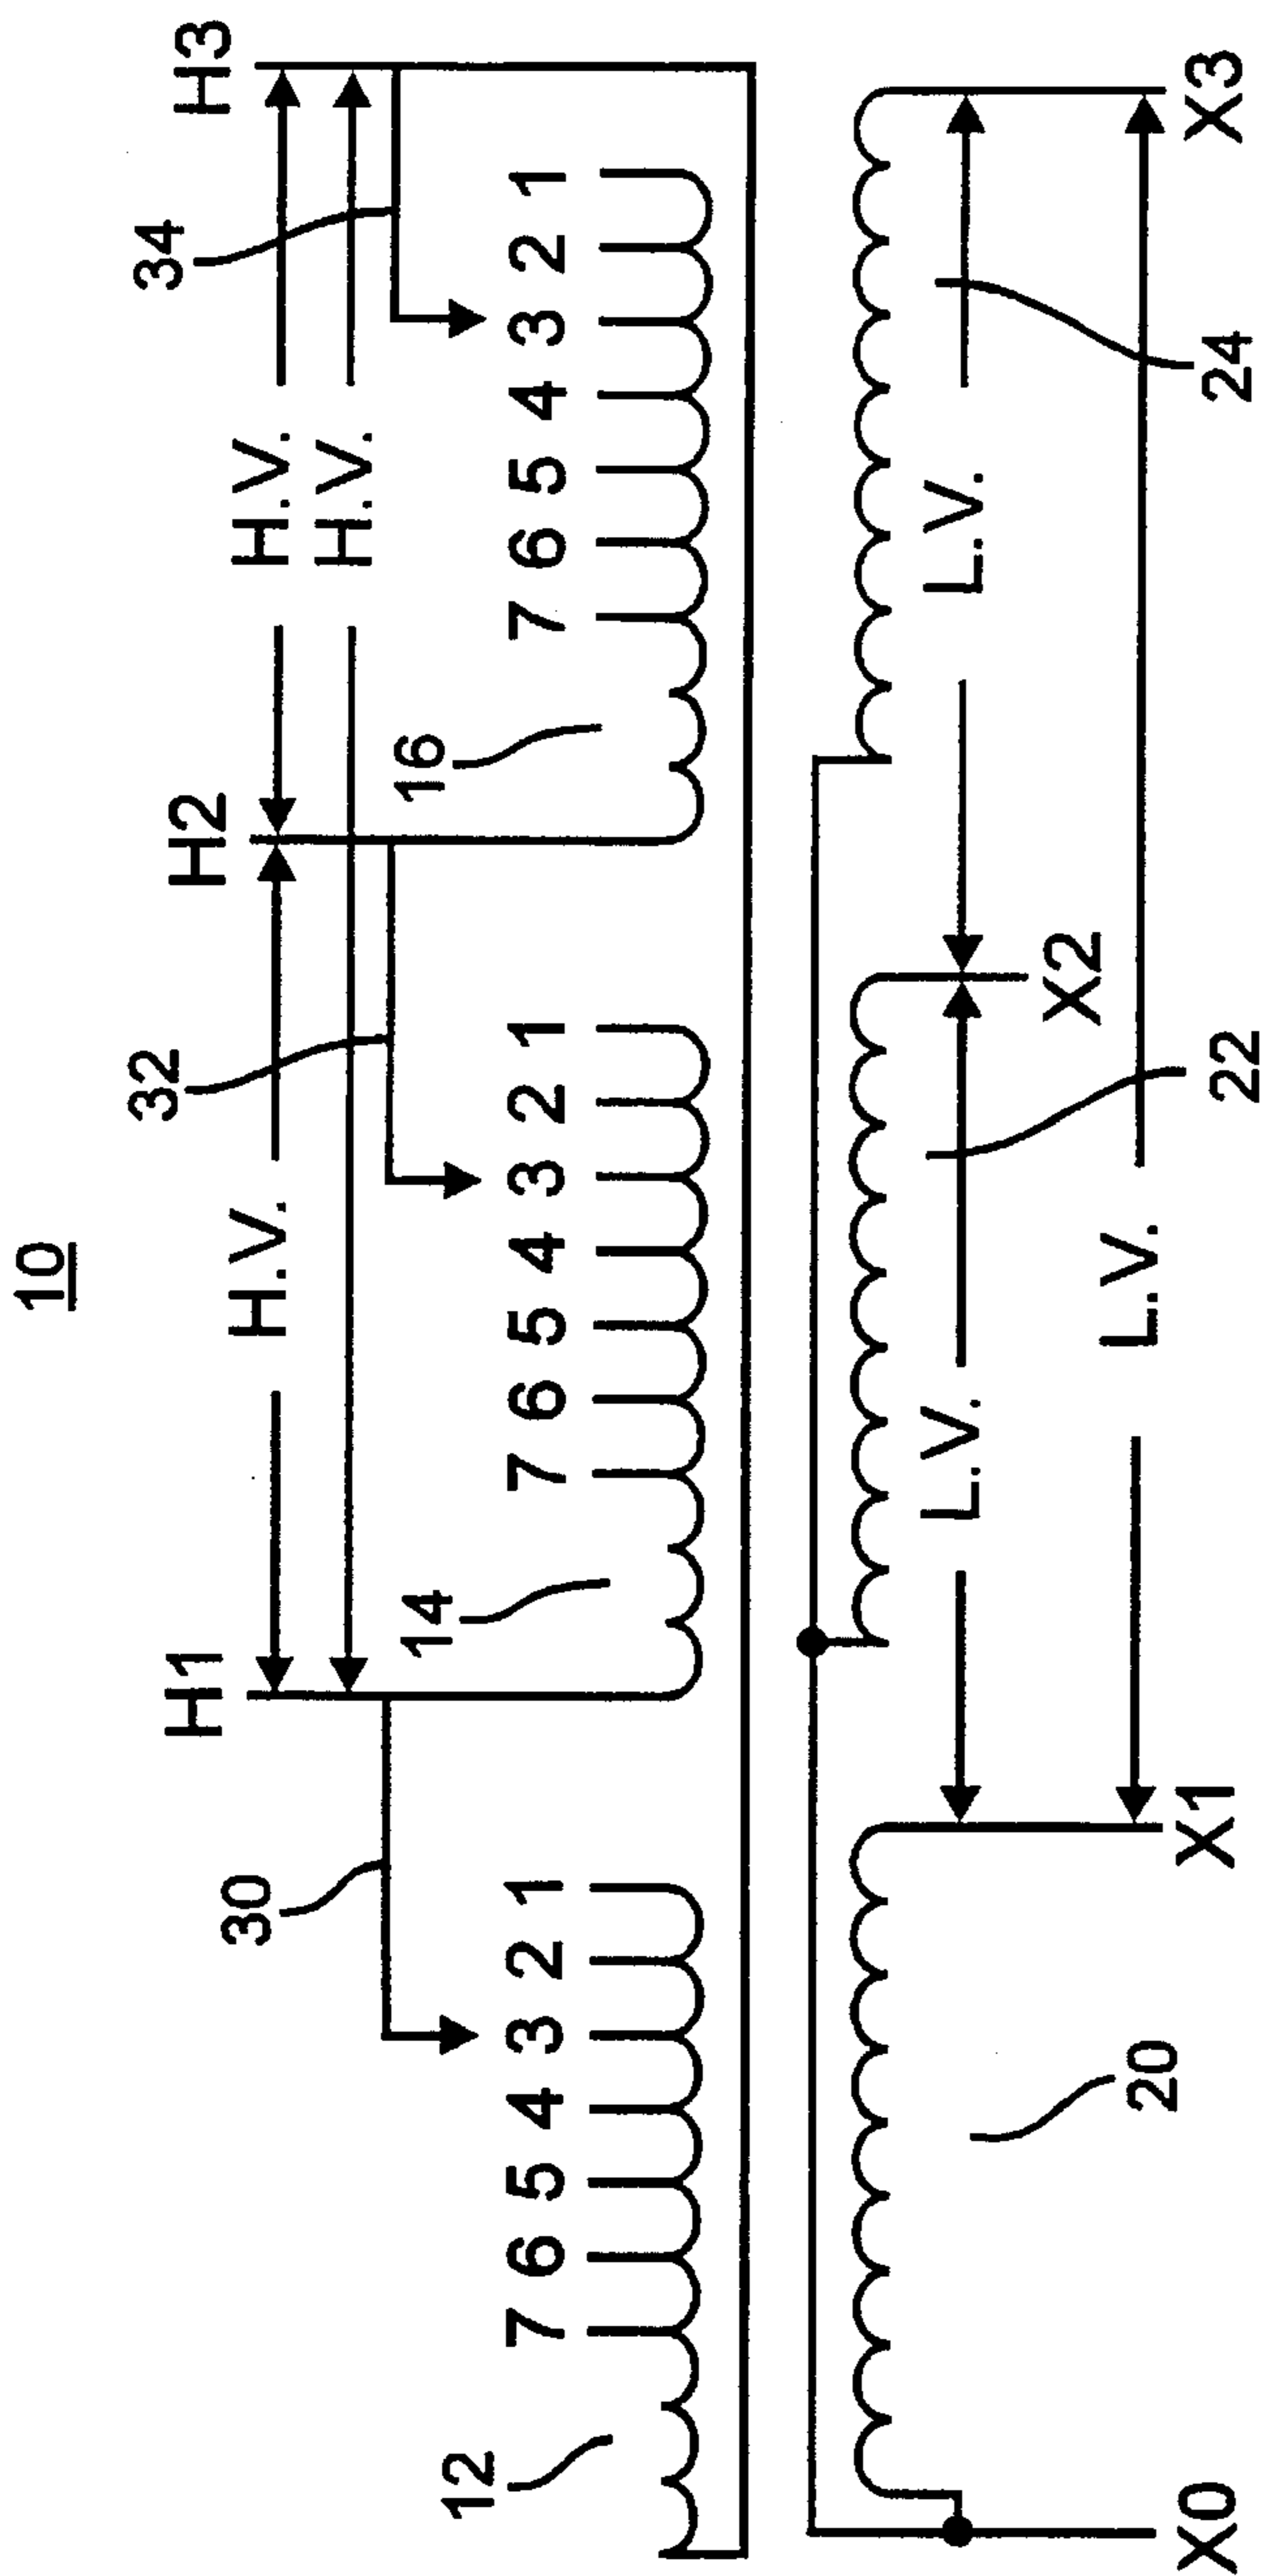 10
H1 H2 H3
H.V. H.V.
H.V.
30 32 34
7 6 5 4 3 2 1 7 6 5 4 3 2 1 7 6 5 4 3 2 1
12 14 16
L.V. L.V.
20 22 24
X2
L.V.
X0 X1 X3